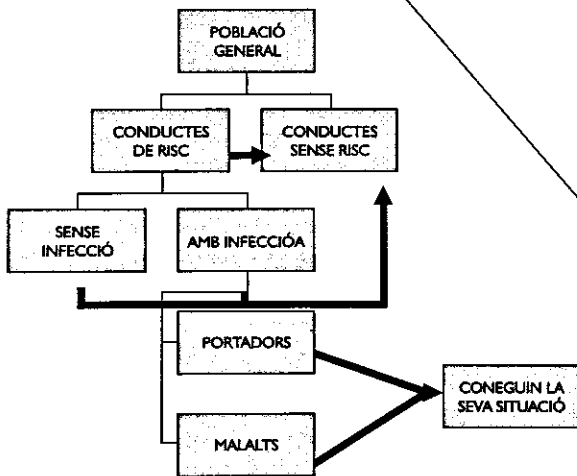 POBLACIÓ
GENERAL
CONDUCTES
DE RISC
CONDUCTES
SENSE RISC
SENSE
INFECCIÓ
AMB INFECCIÓA
PORTADORS
CONEGUIN LA
SEVA SITUACIÓ
MALALTS